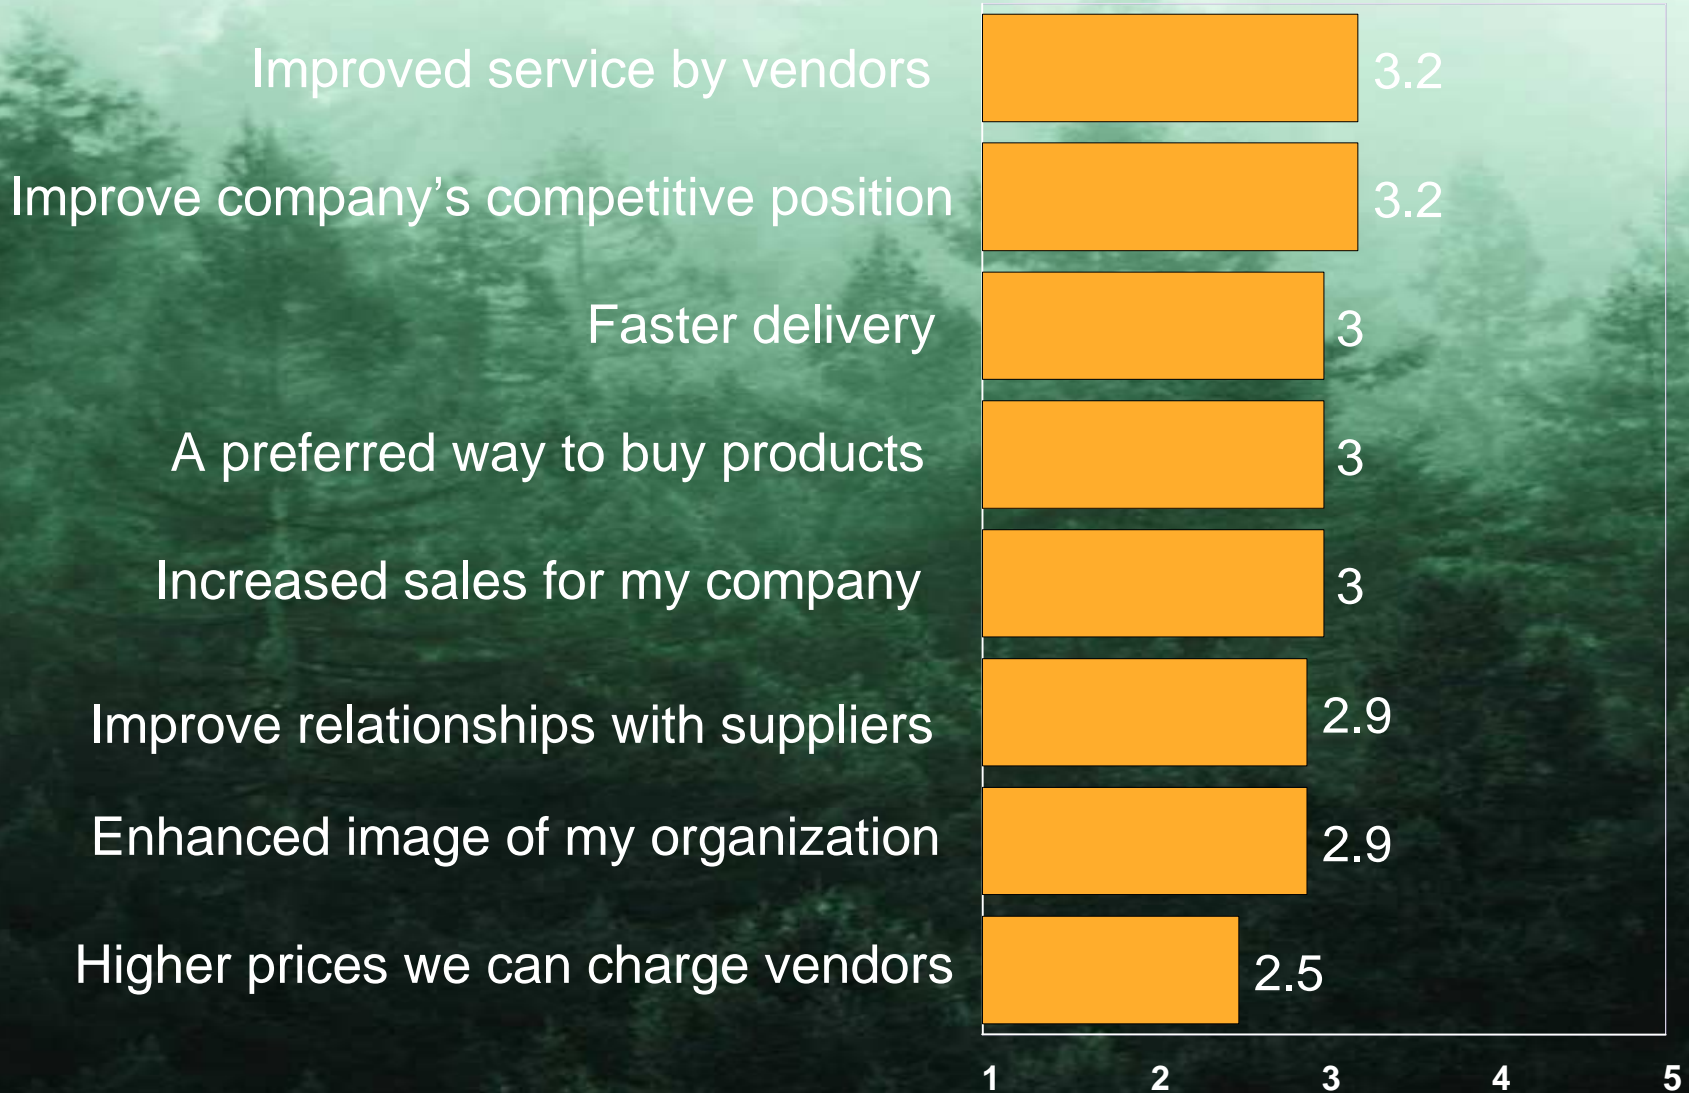 Improved service by vendors 3.2
Improve company’s competitive position 3.2
Faster delivery 3
A preferred way to buy products 3
Increased sales for my company 3
Improve relationships with suppliers 2.9
Enhanced image of my organization 2.9
Higher prices we can charge vendors 2.5
1 2 3 4 5